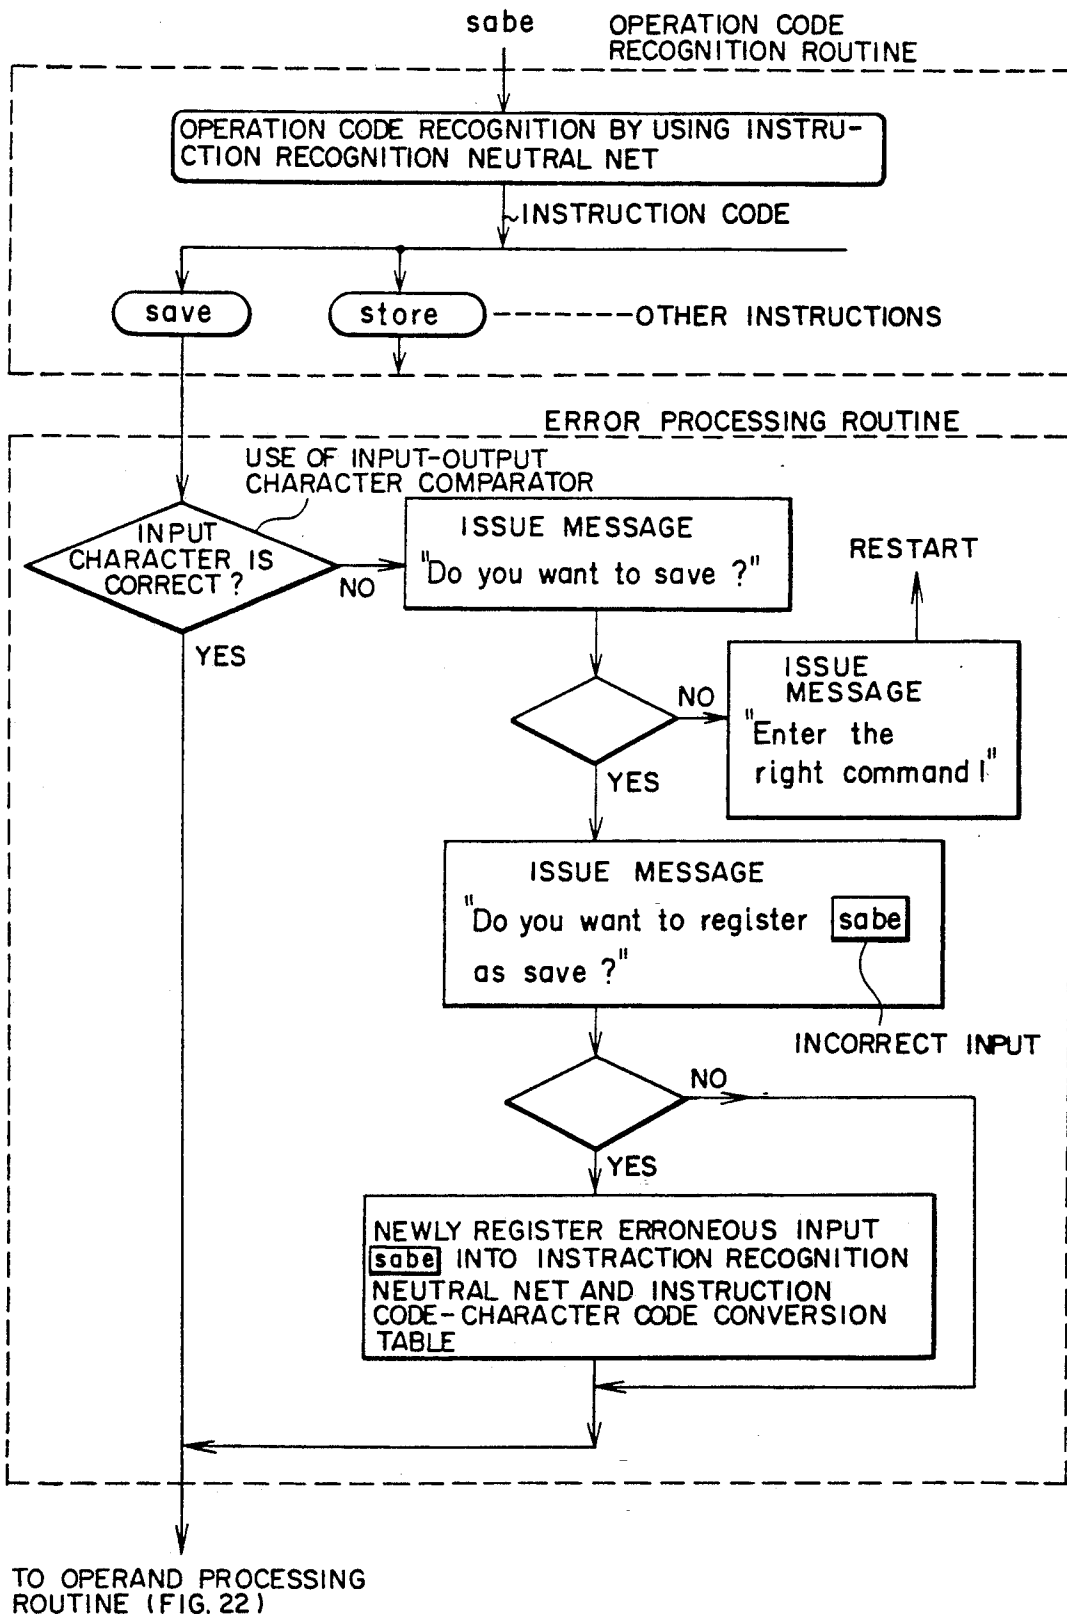 sabe
OPERATION CODE
RECOGNITION ROUTINE
OPERATION CODE RECOGNITION BY USING INSTRU-
CTION RECOGNITION NEUTRAL NET
INSTRUCTION CODE
save
store
OTHER INSTRUCTIONS
ERROR PROCESSING ROUTINE
USE OF INPUT-OUTPUT
CHARACTER COMPARATOR
INPUT
CHARACTER IS
CORRECT ?
NO
YES
ISSUE MESSAGE
"Do you want to save ?"
RESTART
NO
YES
ISSUE
MESSAGE
"Enter the
right command !"
ISSUE MESSAGE
"Do you want to register sabe
as save ?"
INCORRECT INPUT
NO
YES
NEWLY REGISTER ERRONEOUS INPUT
sabe INTO INSTRACTION RECOGNITION
NEUTRAL NET AND INSTRUCTION
CODE-CHARACTER CODE CONVERSION
TABLE
TO OPERAND PROCESSING
ROUTINE (FIG. 22)